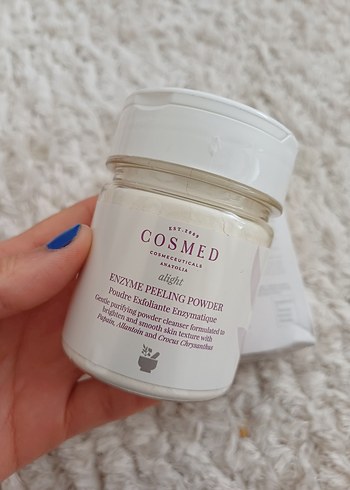 EST. 1989
COSMED
COSMECEUTICALS
ANATOLIA
alight
ENZYME PEELING POWDER
Poudre Exfoliante Enzymatique
Gentle purifying powder cleanser formulated to
brighten and smooth skin texture with
Papain, Allantoin and Crocus Chrysanthus